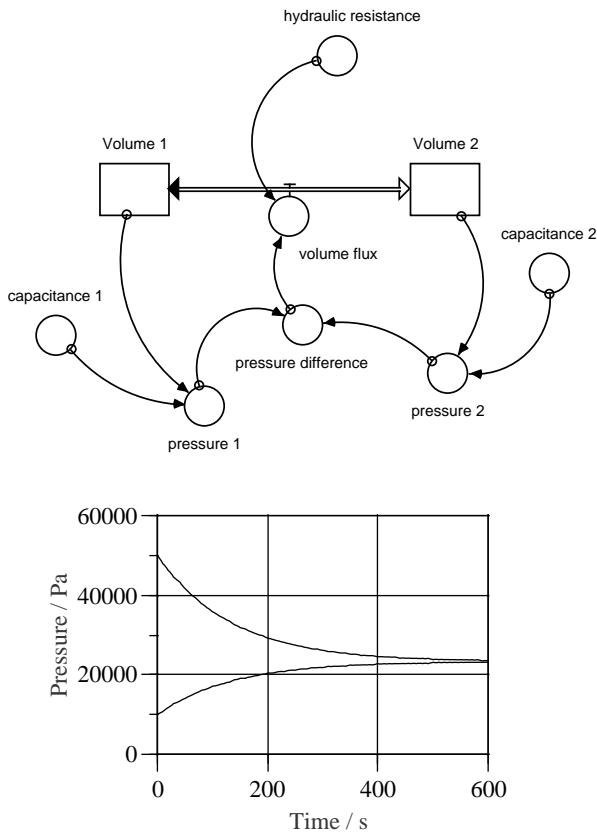 hydraulic resistance
Volume 1
Volume 2
capacitance 2
volume flux
capacitance 1
pressure difference
pressure 2
pressure 1
60000
40000
20000
0
Pressure / Pa
0 200 400 600
Time / s